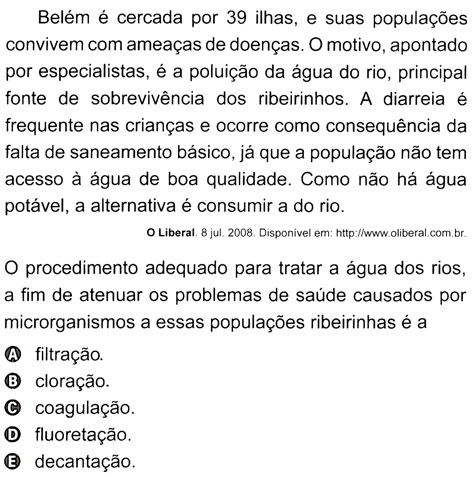 Belém é cercada por 39 ilhas, e suas populações
convivem com ameaças de doenças. O motivo, apontado
por especialistas, é a poluição da água do rio, principal
fonte de sobrevivência dos ribeirinhos. A diarreia é
frequente nas crianças e ocorre como consequência da
falta de saneamento básico, já que a população não tem
acesso à água de boa qualidade. Como não há água
potável, a alternativa é consumir a do rio.
O Liberal. 8 jul. 2008. Disponível em: http://www.oliberal.com.br.
O procedimento adequado para tratar a água dos rios,
a fim de atenuar os problemas de saúde causados por
microrganismos a essas populações ribeirinhas é a
A filtração.
B cloração.
C coagulação.
D fluoretação.
E decantação.